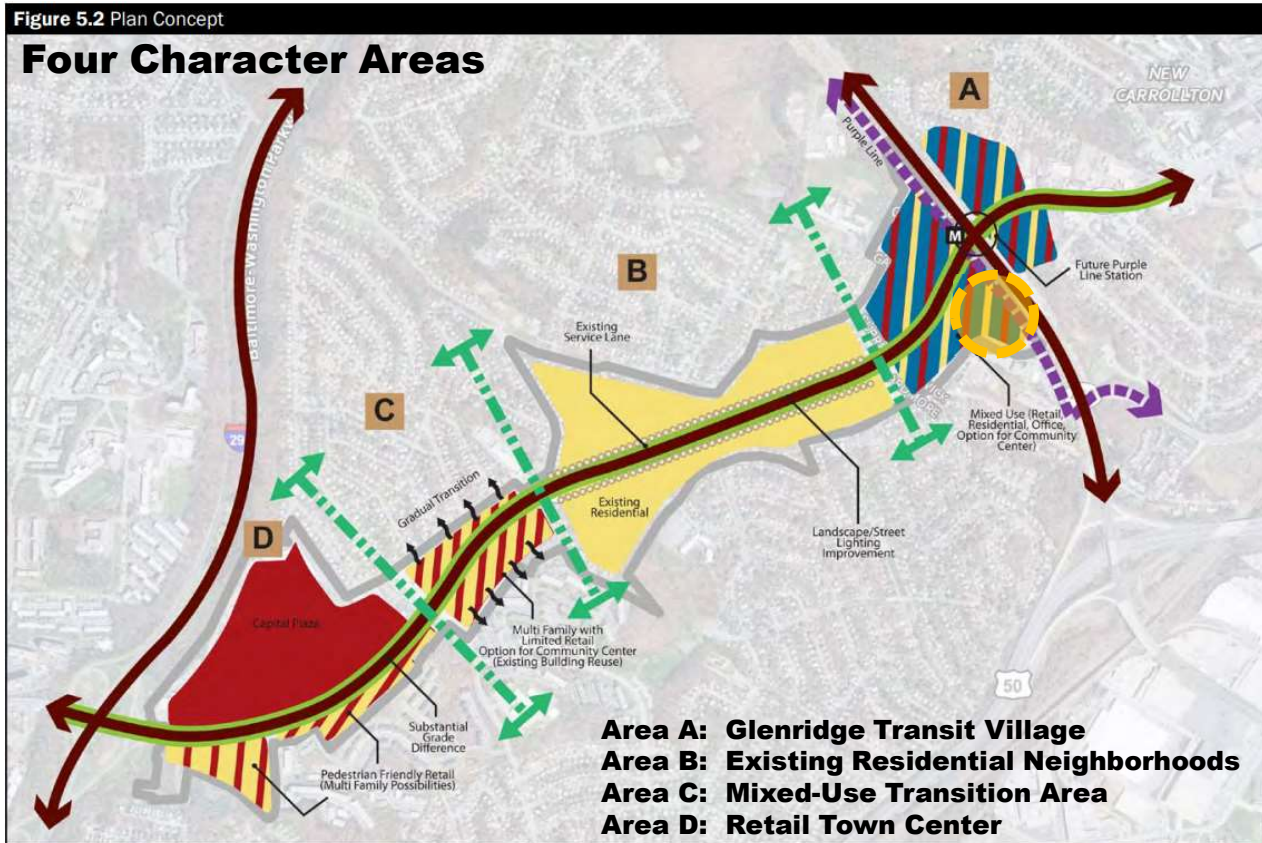 Figure 5.2 Plan Concept
Four Character Areas
NEW
CARROLLTON
A
Purple Line
Baltimore-Washington Parkway
M
B
Future Purple
Line Station
Existing
Service Lane
C
Mixed Use (Retail,
Residential, Office,
Option for Community
Center)
29
Gradual Transition
Existing
Residential
Landscape/Street
Lighting
Improvement
D
Capital Plaza
Multi Family with
Limited Retail
Option for Community Center
(Existing Building Reuse)
50
Substantial
Grade
Difference
Pedestrian Friendly Retail
(Multi Family Possibilities)
Area A: Glenridge Transit Village
Area B: Existing Residential Neighborhoods
Area C: Mixed-Use Transition Area
Area D: Retail Town Center